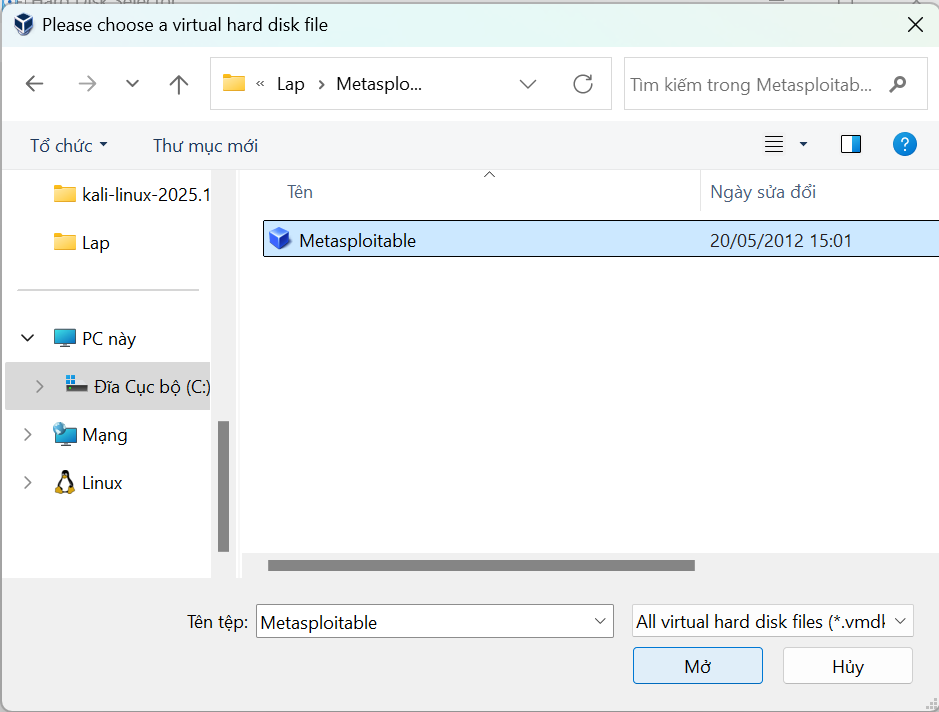 Please choose a virtual hard disk file
« Lap › Metasplo...
Tìm kiếm trong Metasploitab...
Tổ chức
Thư mục mới
?
kali-linux-2025.1
Lap
PC này
Đĩa Cục bộ (C:)
Mạng
Linux
Tên
Ngày sửa đổi
Metasploitable
20/05/2012 15:01
Tên tệp:
Metasploitable
All virtual hard disk files (*.vmdk
Mở
Hủy